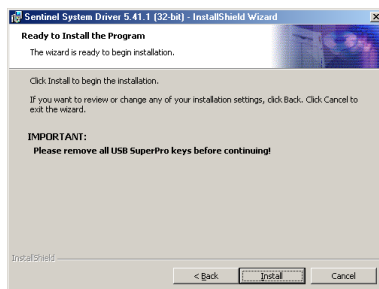 Sentinel System Driver 5.41.1 (32-bit) - InstallShield Wizard
Ready to Install the Program
The wizard is ready to begin installation.
Click Install to begin the installation.
If you want to review or change any of your installation settings, click Back. Click Cancel to
exit the wizard.
IMPORTANT:
Please remove all USB SuperPro keys before continuing!
InstallShield
< Back
Install
Cancel